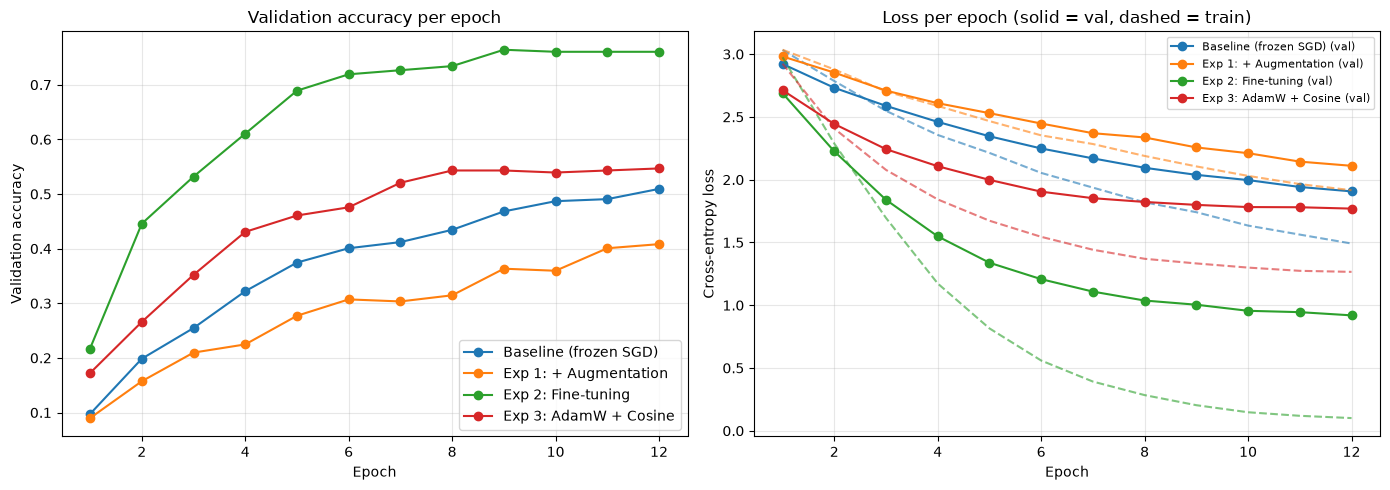 Validation accuracy per epoch
Validation accuracy
0.7
0.6
0.5
0.4
0.3
0.2
0.1
Baseline (frozen SGD)
Exp 1: + Augmentation
Exp 2: Fine-tuning
Exp 3: AdamW + Cosine
2 4 6 8 10 12
Epoch
Loss per epoch (solid = val, dashed = train)
Cross-entropy loss
3.0
2.5
2.0
1.5
1.0
0.5
0.0
Baseline (frozen SGD) (val)
Exp 1: + Augmentation (val)
Exp 2: Fine-tuning (val)
Exp 3: AdamW + Cosine (val)
2 4 6 8 10 12
Epoch